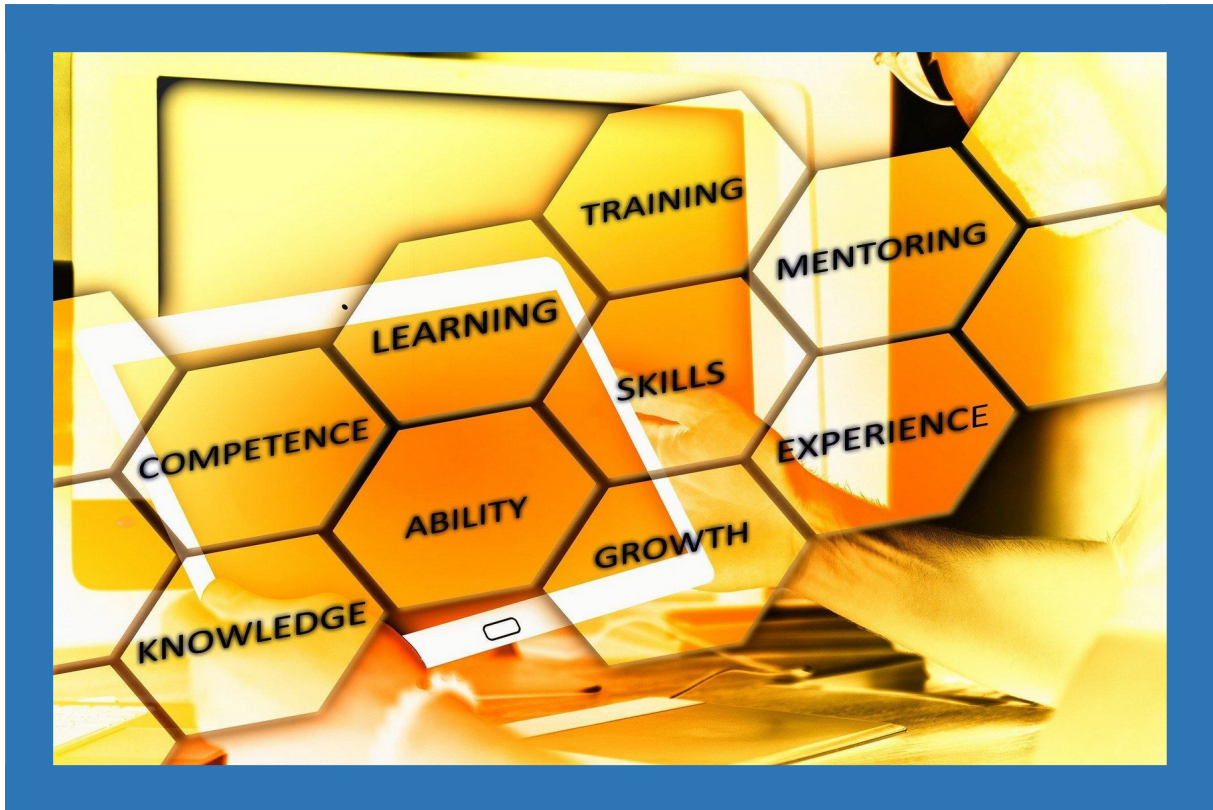 TRAINING
MENTORING
LEARNING
SKILLS
COMPETENCE
EXPERIENCE
ABILITY
GROWTH
KNOWLEDGE